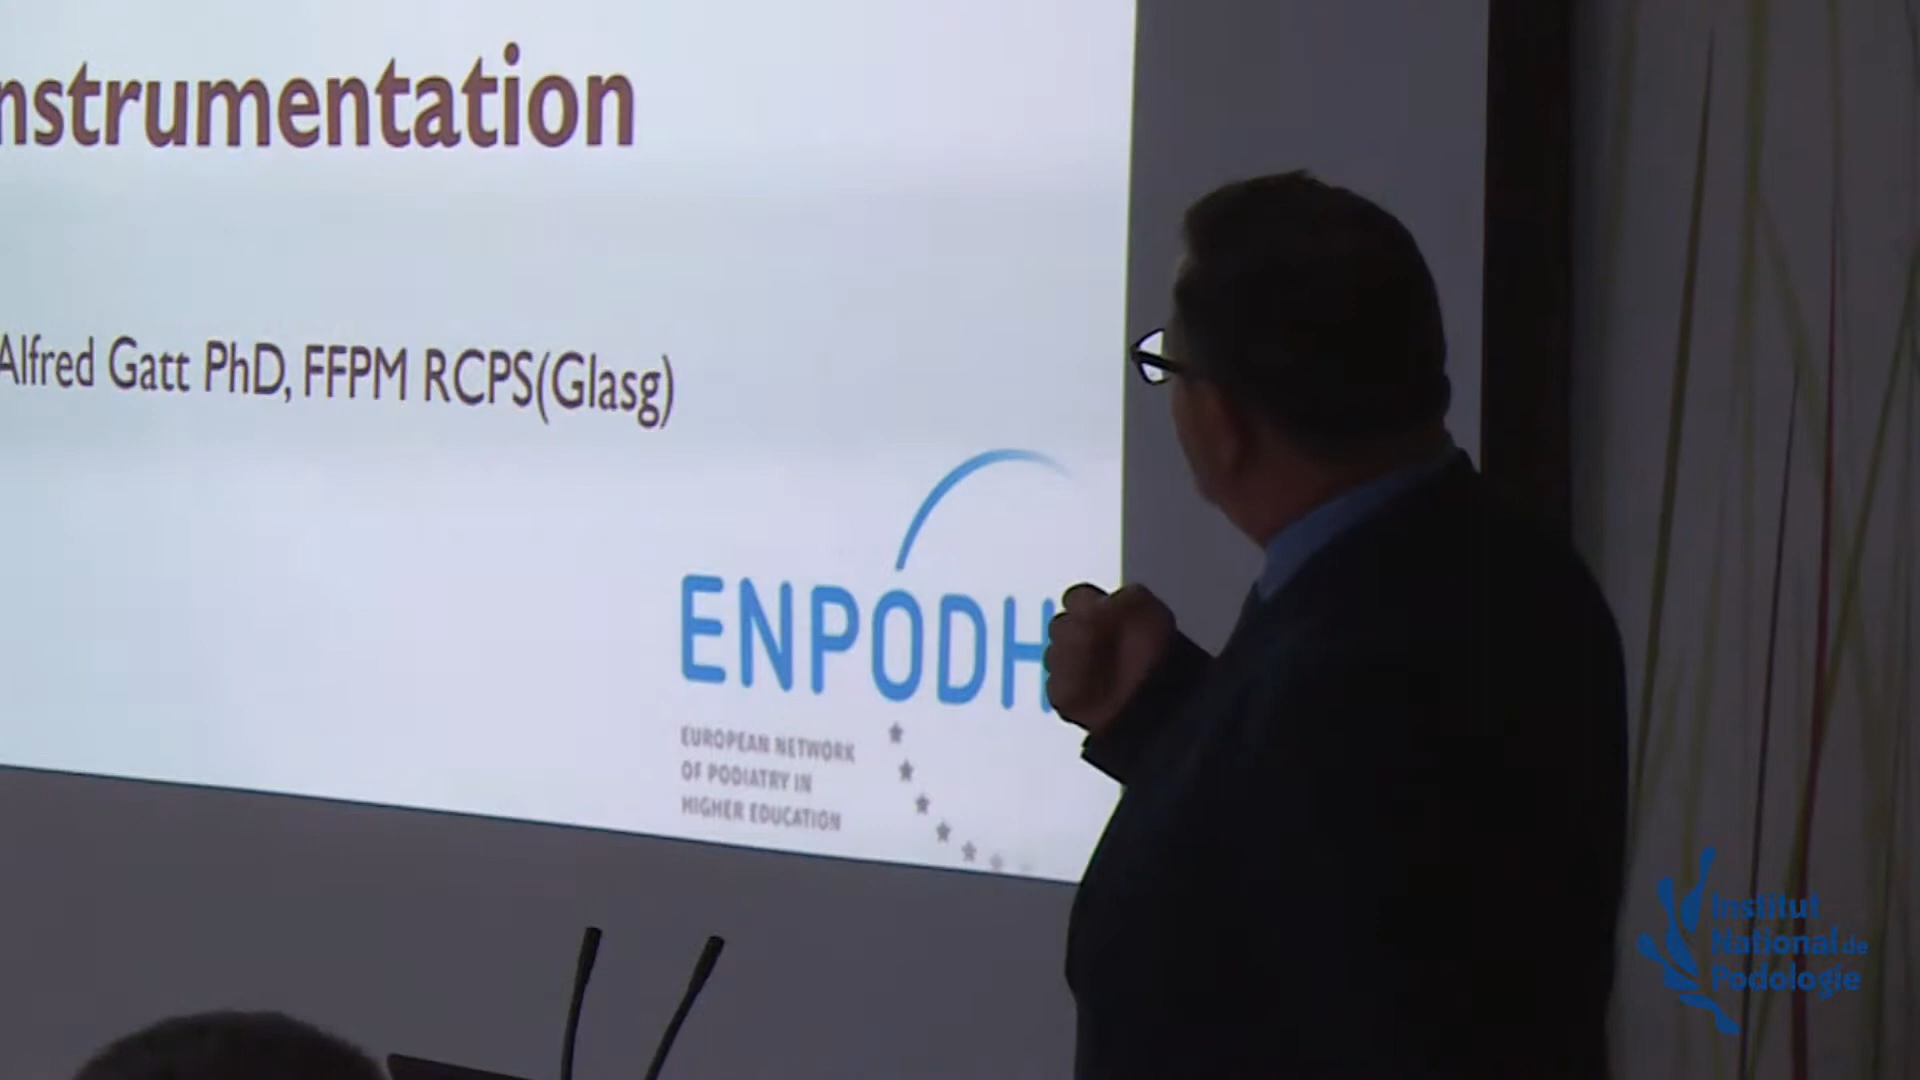 nstrumentation
Alfred Gatt PhD, FFPM RCPS(Glasg)
ENPODH
EUROPEAN NETWORK
OF PODIATRY IN
HIGHER EDUCATION
Institut
National de
Podologie